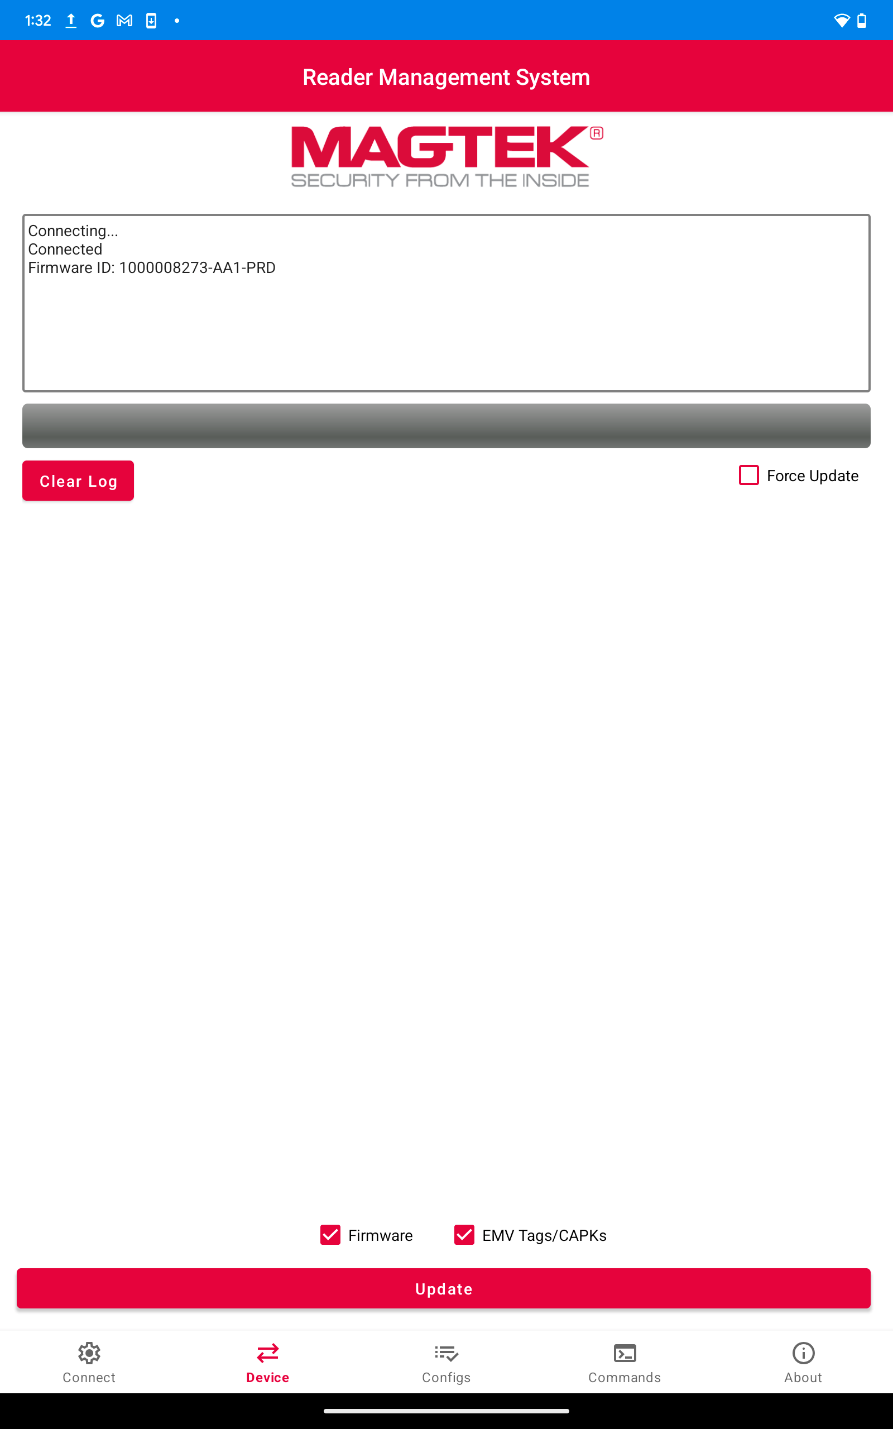 1:32
Reader Management System
MAGTEK®
SECURITY FROM THE INSIDE
Connecting...
Connected
Firmware ID: 1000008273-AA1-PRD
Clear Log
Force Update
Firmware
EMV Tags/CAPKs
Update
Connect
Device
Configs
Commands
About